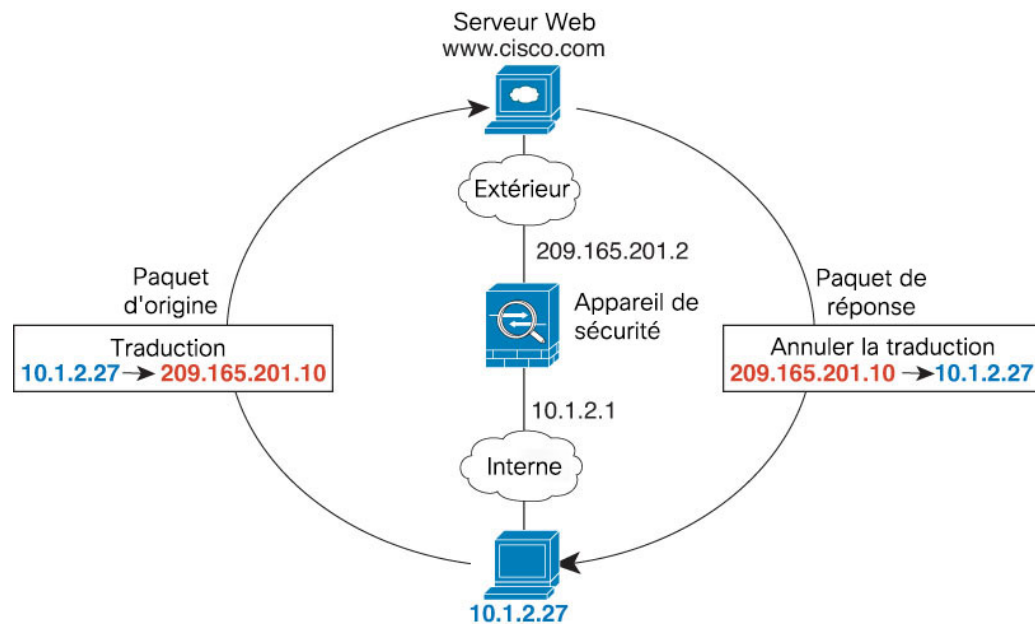 Serveur Web
www.cisco.com
Extérieur
209.165.201.2
Paquet
d'origine
Paquet de
réponse
Appareil de
sécurité
Traduction
10.1.2.27 → 209.165.201.10
Annuler la traduction
209.165.201.10 → 10.1.2.27
10.1.2.1
Interne
10.1.2.27